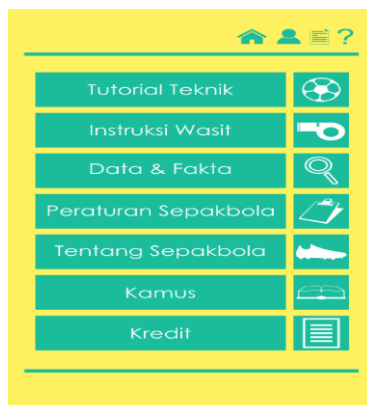 ?
Tutorial Teknik
Instruksi Wasit
Data & Fakta
Peraturan Sepakbola
Tentang Sepakbola
Kamus
Kredit